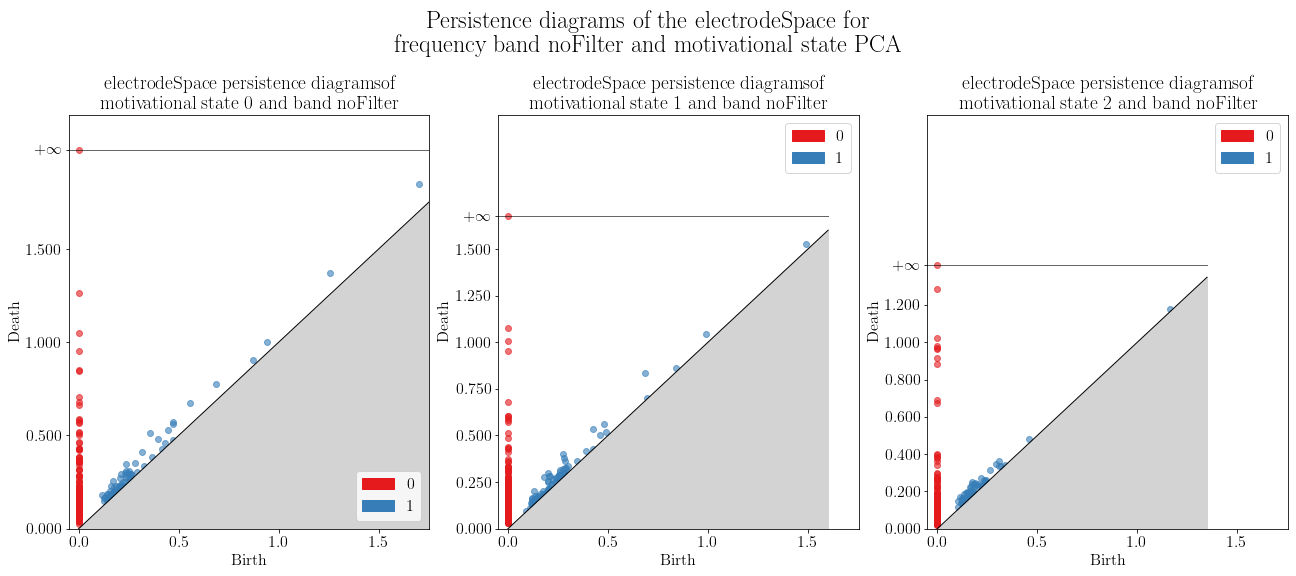 Persistence diagrams of the electrodeSpace for
frequency band noFilter and motivational state PCA
electrodeSpace persistence diagramsof
motivational state 0 and band noFilter
+∞
1.500
1.000
0.500
0.000
Death
0.0
0.5
1.0
1.5
Birth
0
1
electrodeSpace persistence diagramsof
motivational state 1 and band noFilter
0
1
+∞
1.500
1.250
1.000
0.750
0.500
0.250
0.000
Death
0.0
0.5
1.0
1.5
Birth
electrodeSpace persistence diagramsof
motivational state 2 and band noFilter
0
1
+∞
1.200
1.000
0.800
0.600
0.400
0.200
0.000
Death
0.0
0.5
1.0
1.5
Birth